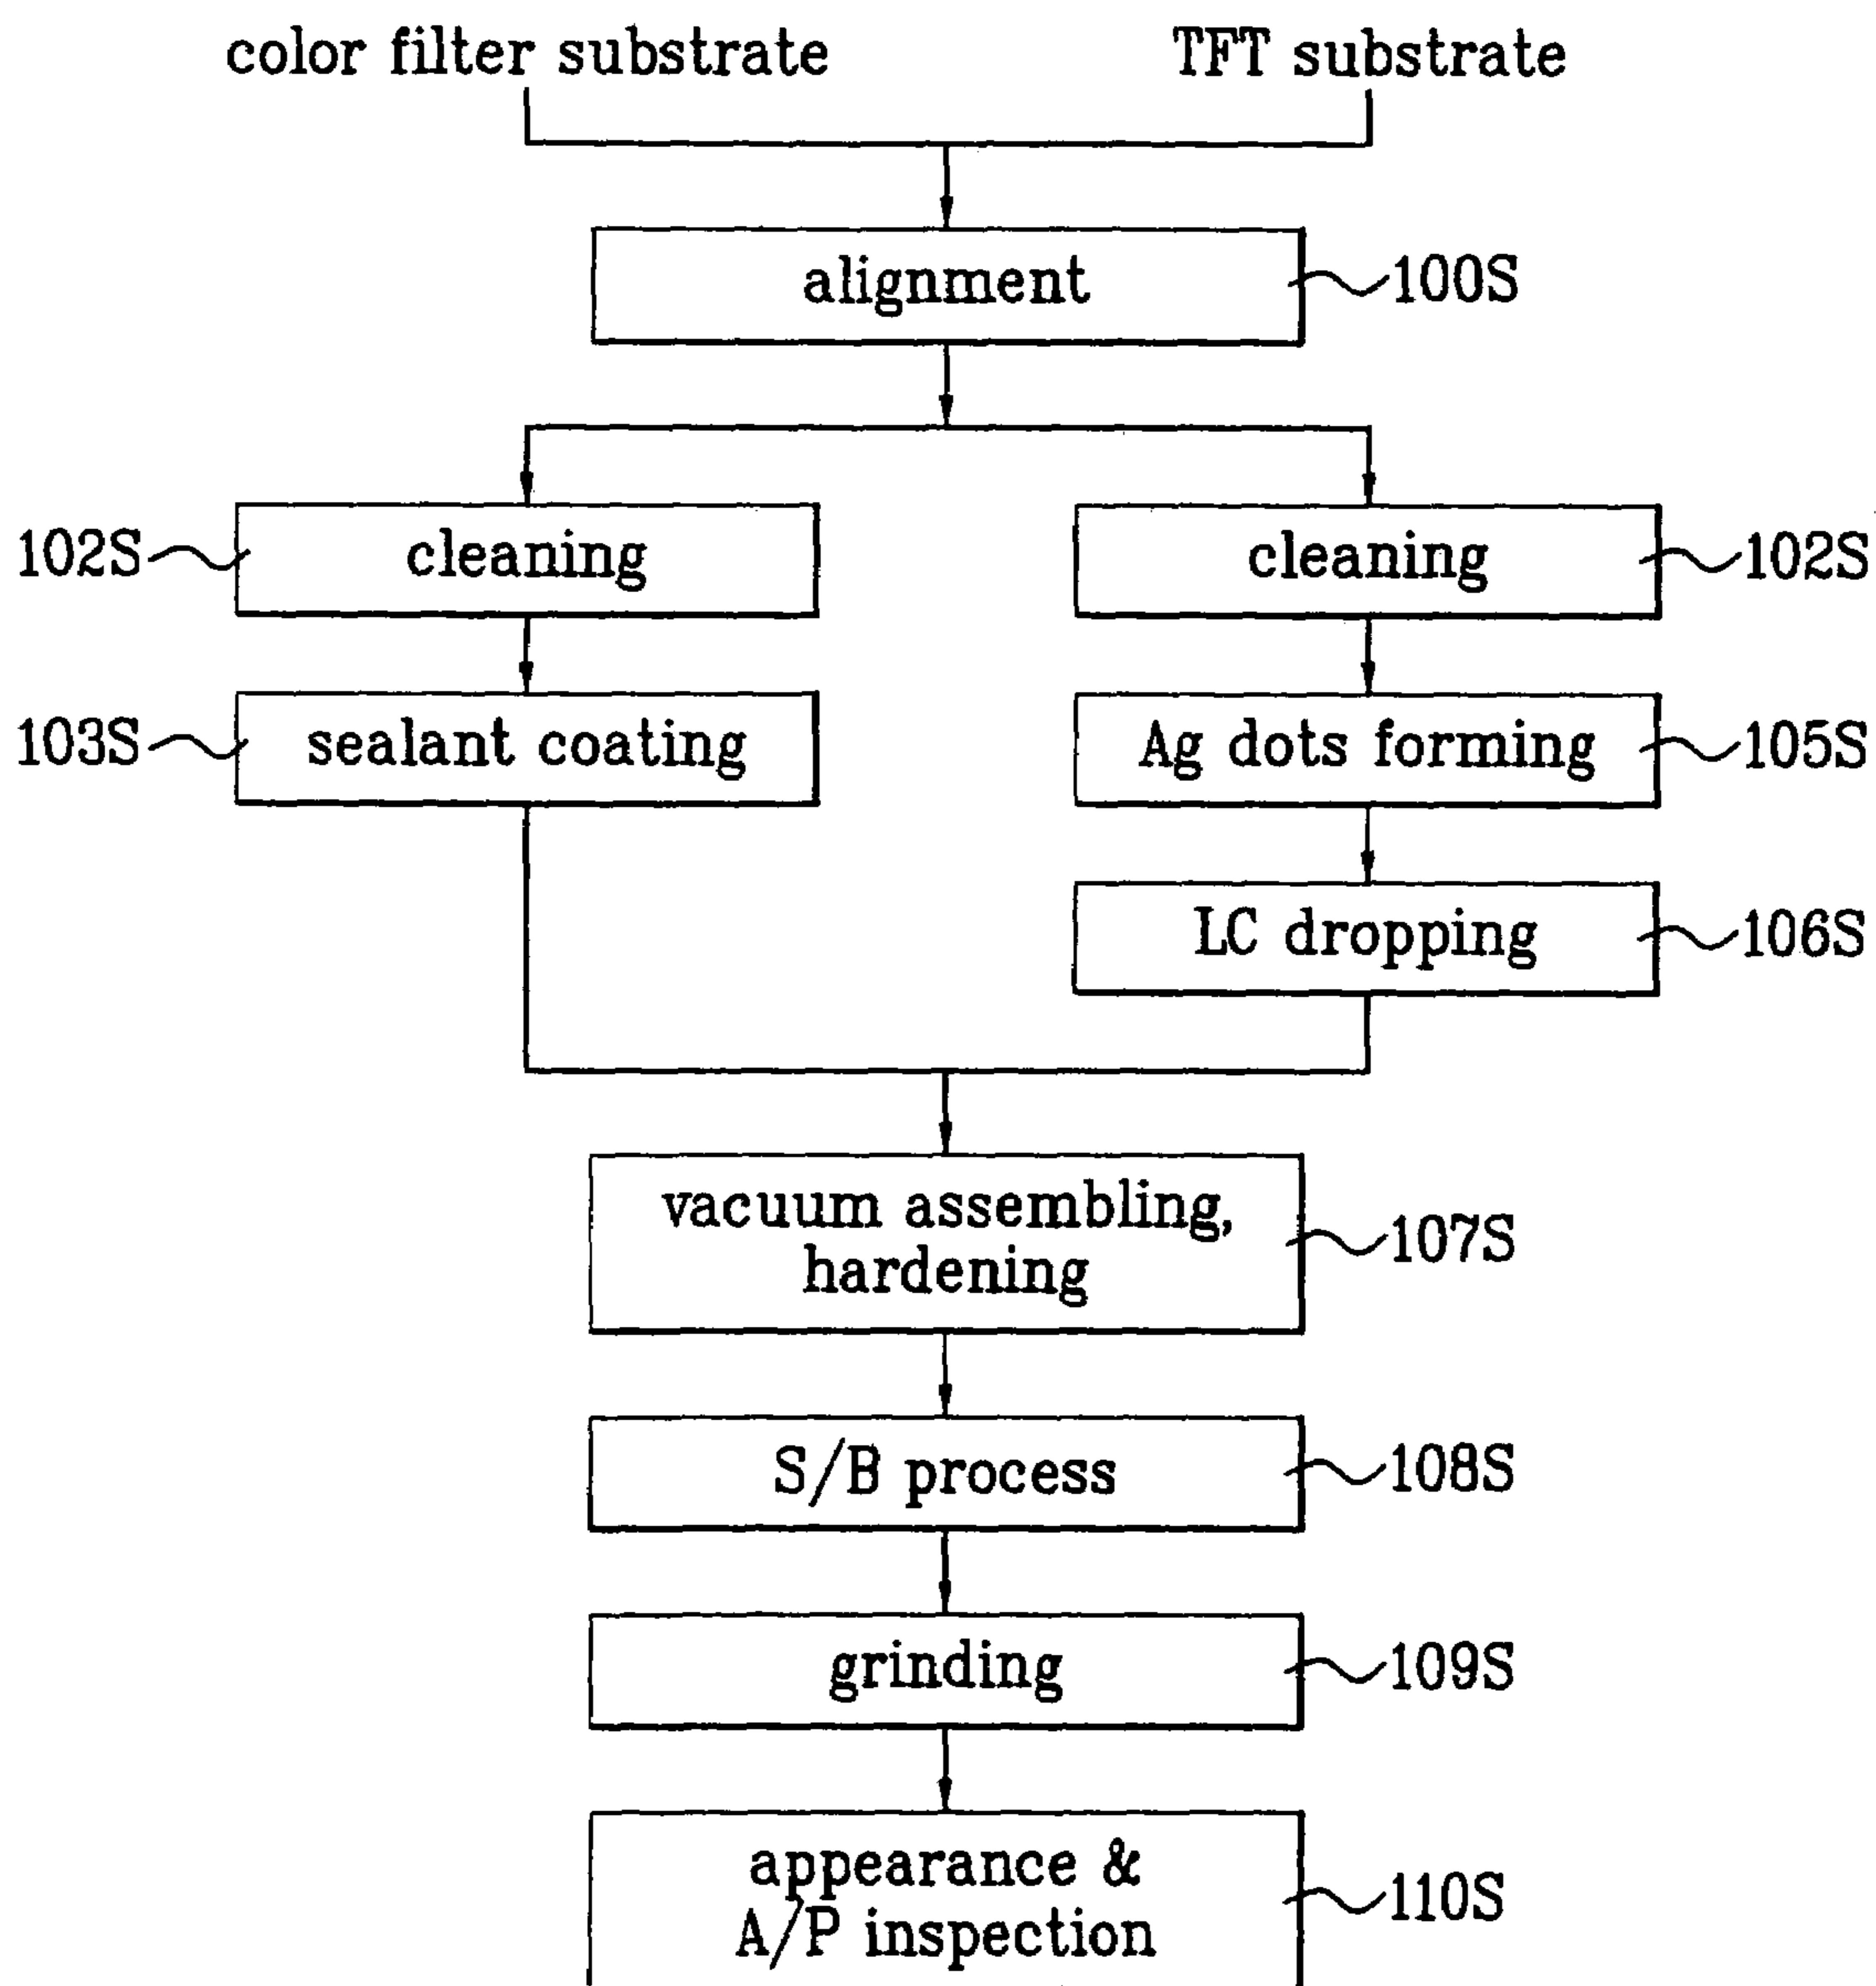 color filter substrate
TFT substrate
alignment
100S
102S
cleaning
cleaning
102S
103S
sealant coating
Ag dots forming
105S
LC dropping
106S
vacuum assembling,
hardening
107S
S/B process
108S
grinding
109S
appearance &
A/P inspection
110S